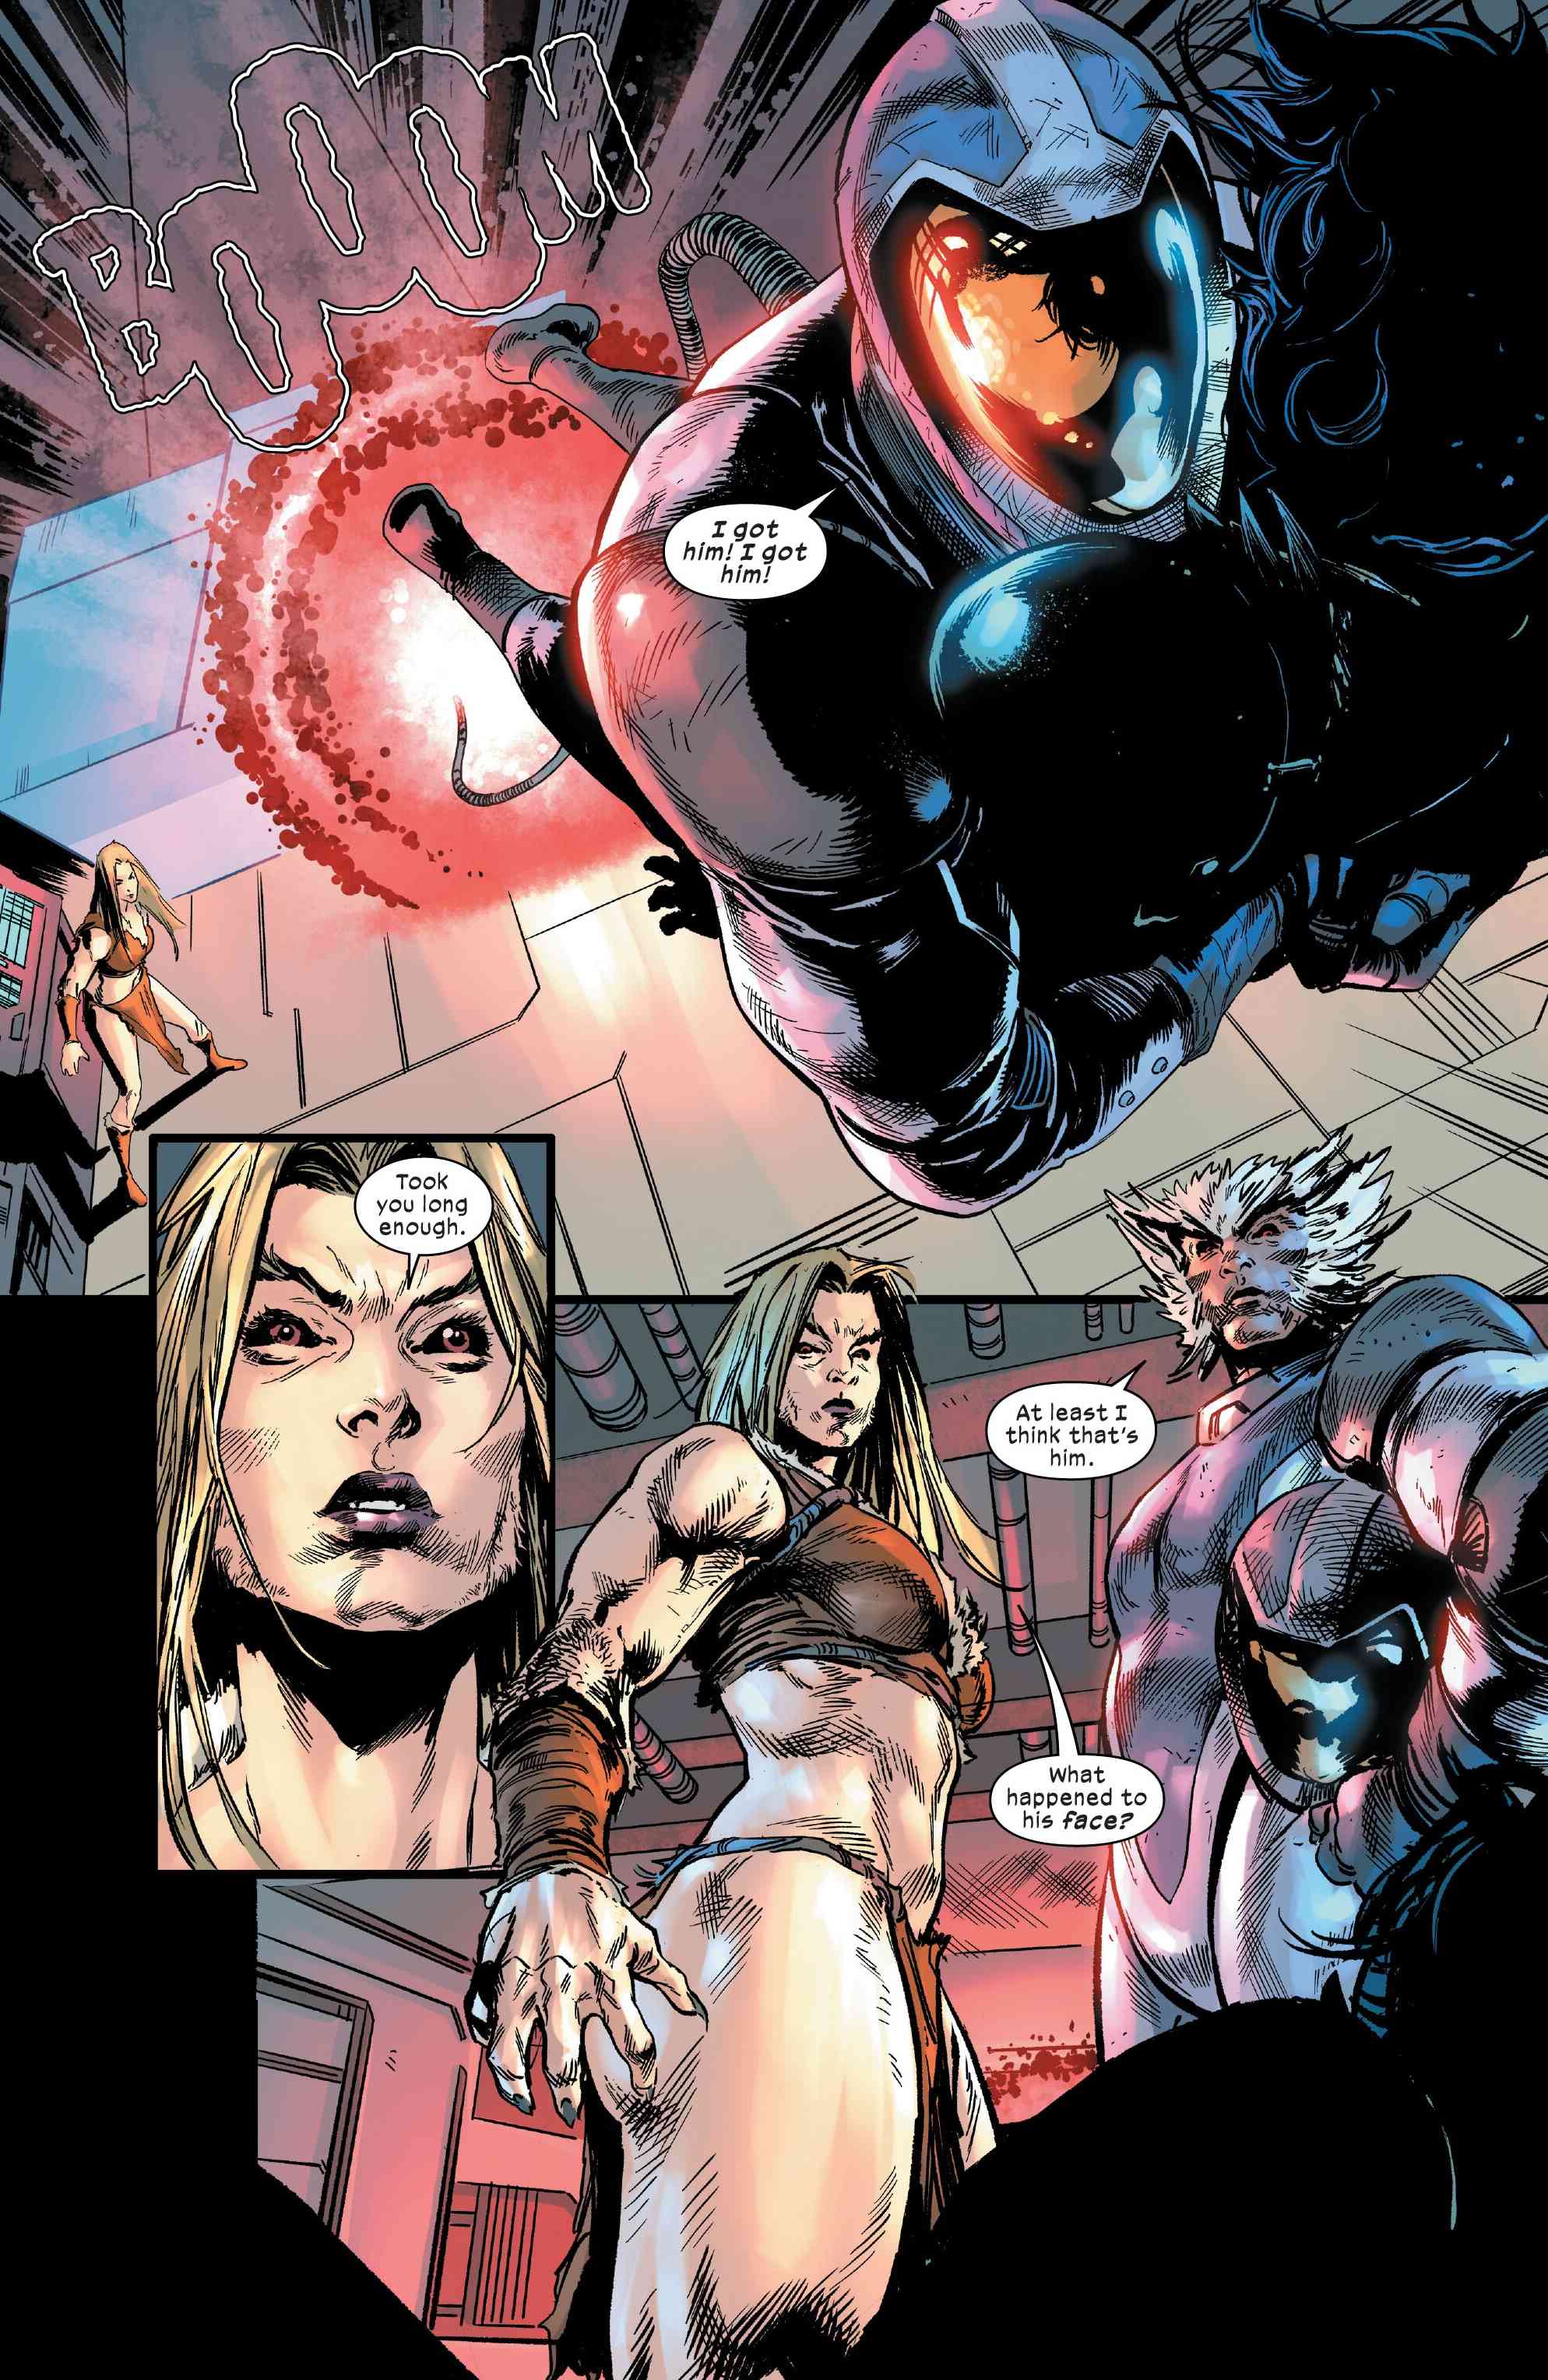 BOOOM
I got
him! I got
him!
Took
you long
enough.
At least I
think that's
him.
What
happened to
his face?